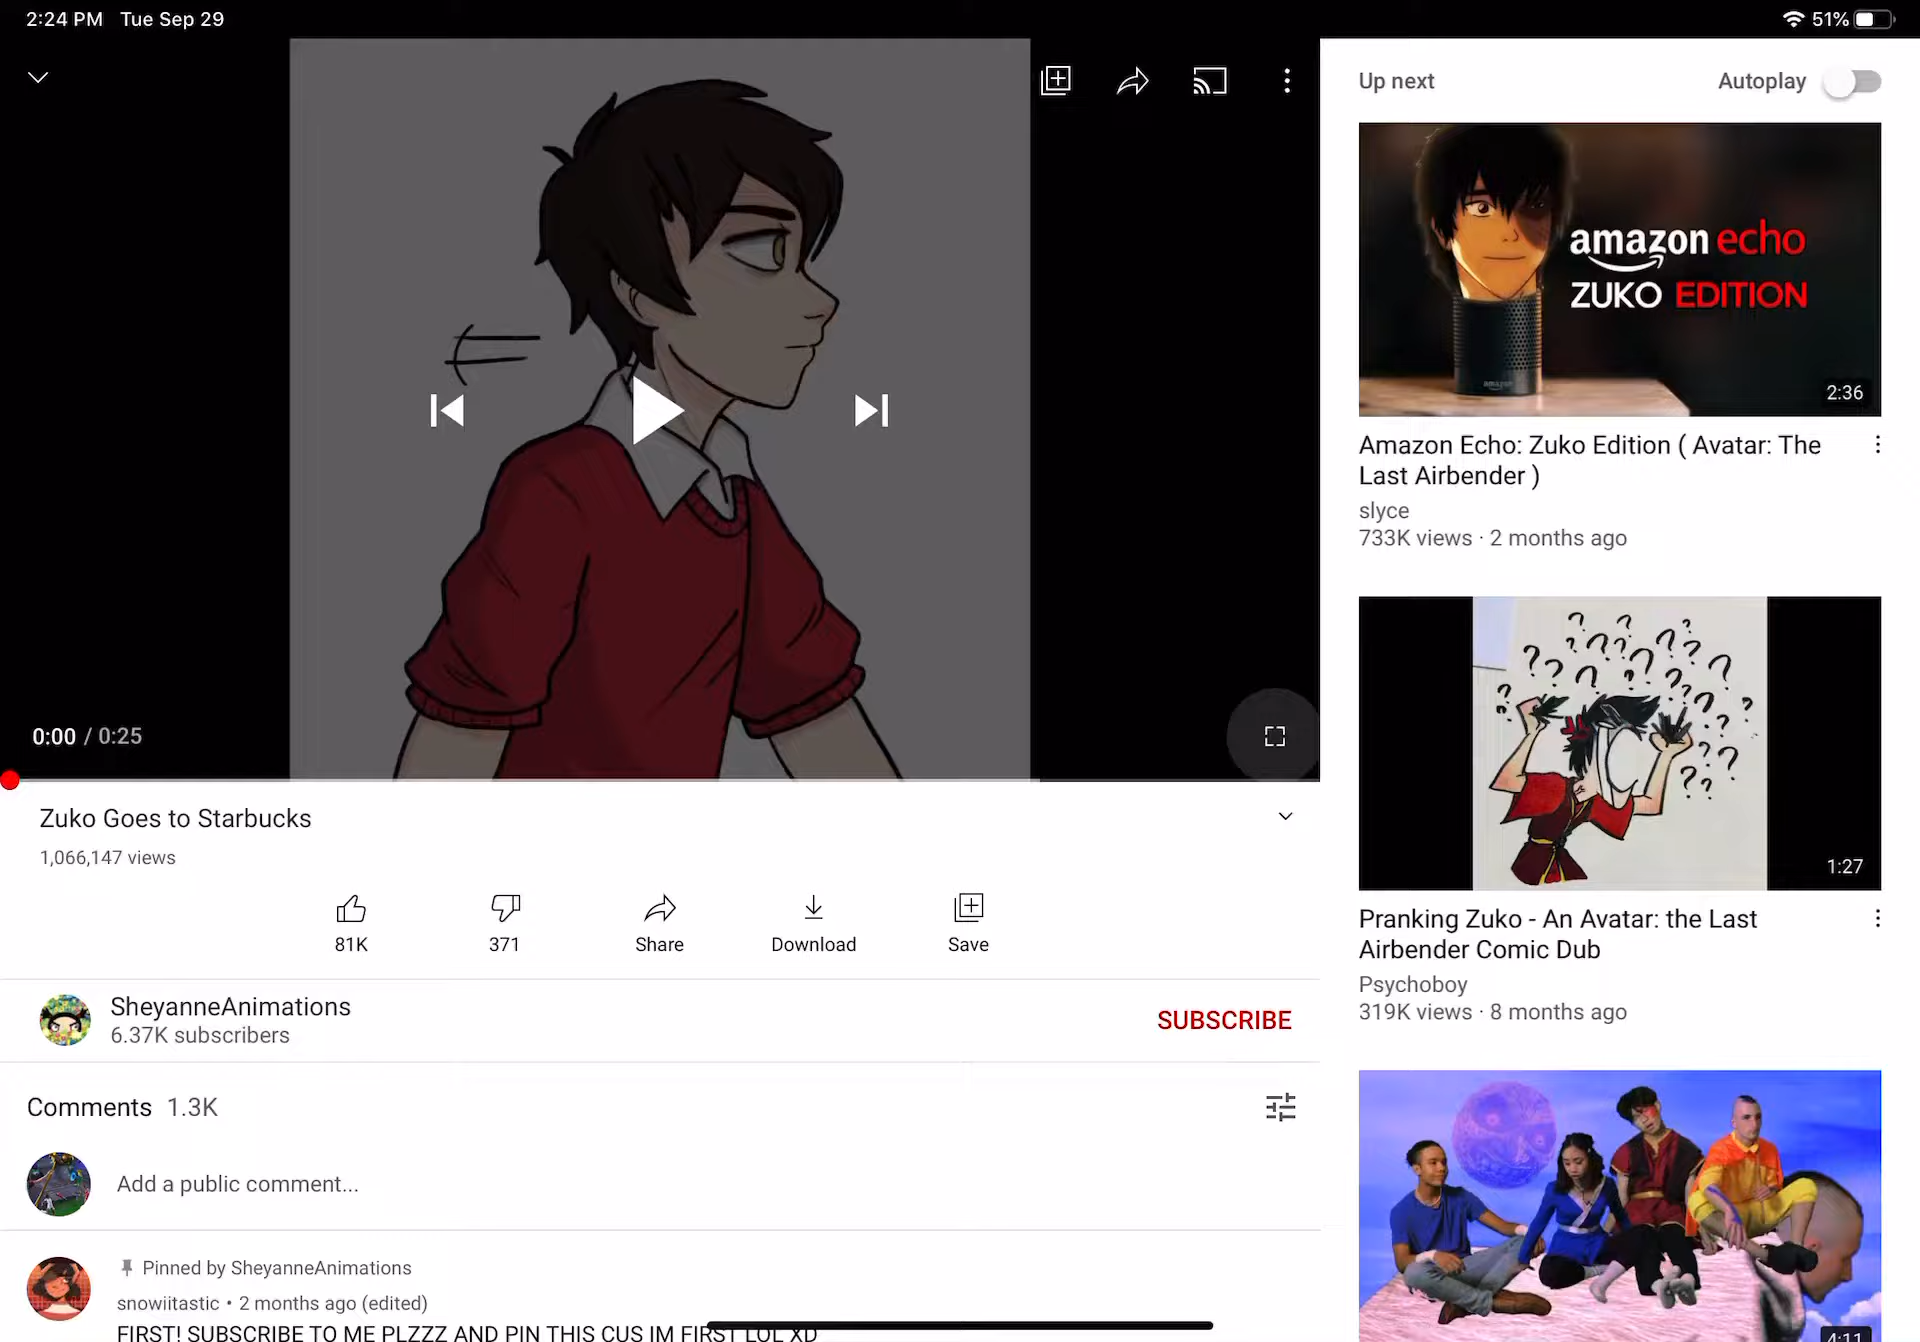 2:24 PM Tue Sep 29
51%
0:00 / 0:25
Zuko Goes to Starbucks
1,066,147 views
81K
371
Share
Download
Save
SheyanneAnimations
6.37K subscribers
SUBSCRIBE
Comments 1.3K
Add a public comment...
Pinned by SheyanneAnimations
snowiitastic • 2 months ago (edited)
FIRST! SUBSCRIBE TO ME PLZZZ AND PIN THIS CUS IM FIRST LOL XD
Up next
Autoplay
amazon echo
ZUKO EDITION
amazon
2:36
Amazon Echo: Zuko Edition ( Avatar: The
Last Airbender )
slyce
733K views · 2 months ago
1:27
Pranking Zuko - An Avatar: the Last
Airbender Comic Dub
Psychoboy
319K views · 8 months ago
4:11